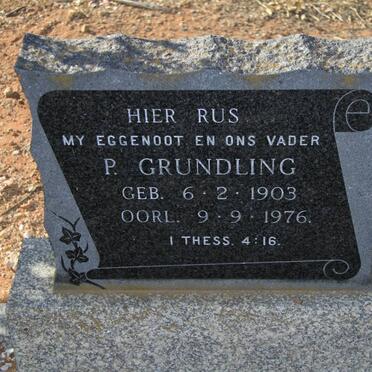 HIER RUS
MY EGGENOOT EN ONS VADER
P. GRUNDLING
GEB. 6·2·1903
OORL. 9·9·1976.
I THESS. 4:16.